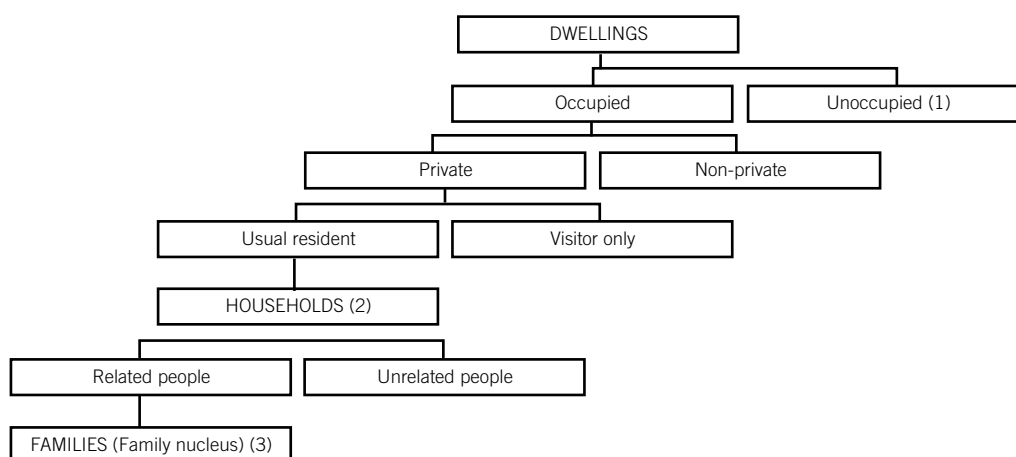 DWELLINGS
Occupied
Unoccupied (1)
Private
Non-private
Usual resident
Visitor only
HOUSEHOLDS (2)
Related people
Unrelated people
FAMILIES (Family nucleus) (3)